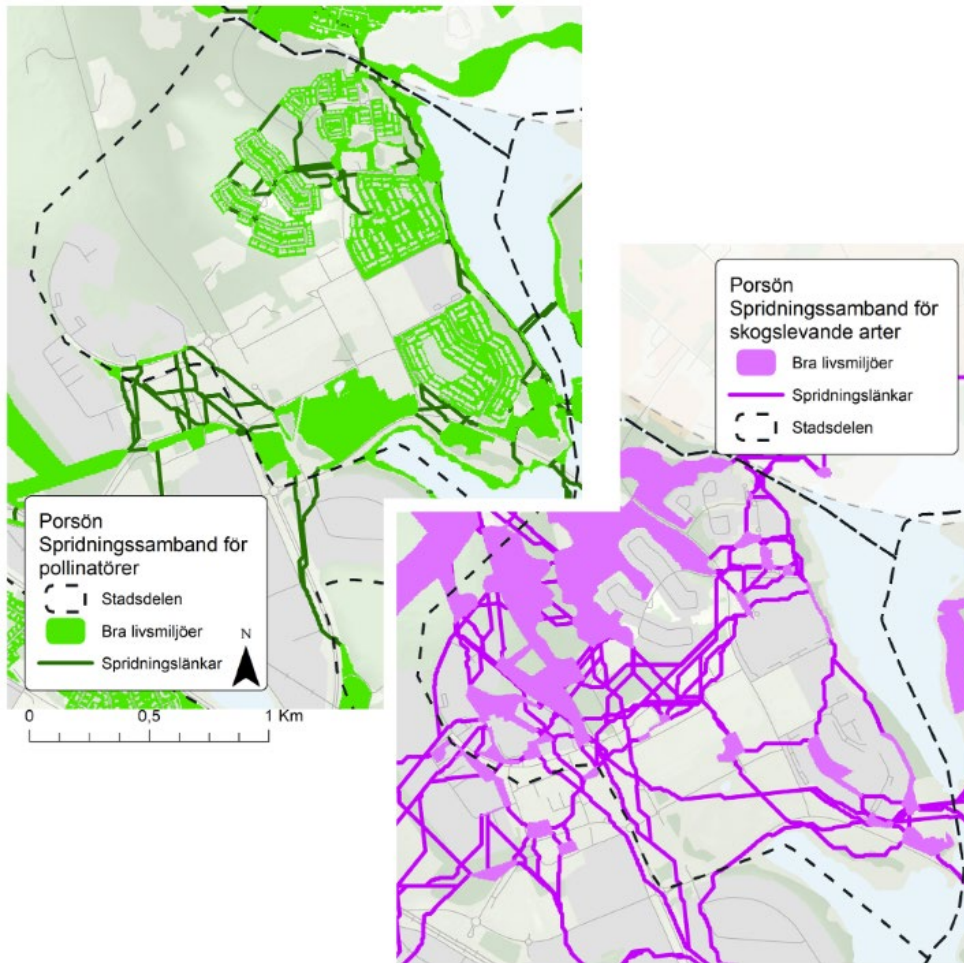 Porsön
Spridningssamband för
skogslevande arter
Bra livsmiljöer
Spridningslänkar
Stadsdelen
Porsön
Spridningssamband för
pollinatörer
Stadsdelen
Bra livsmiljöer
N
Spridningslänkar
0 0,5 1 Km